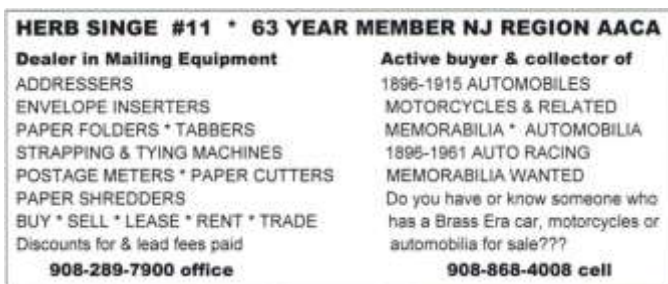 HERB SINGE #11 * 63 YEAR MEMBER NJ REGION AACA
Dealer in Mailing Equipment
ADDRESSERS
ENVELOPE INSERTERS
PAPER FOLDERS * TABBERS
STRAPPING & TYING MACHINES
POSTAGE METERS * PAPER CUTTERS
PAPER SHREDDERS
BUY * SELL * LEASE * RENT * TRADE
Discounts for & lead fees paid
908-289-7900 office
Active buyer & collector of
1896-1915 AUTOMOBILES
MOTORCYCLES & RELATED
MEMORABILIA * AUTOMOBILIA
1896-1961 AUTO RACING
MEMORABILIA WANTED
Do you have or know someone who
has a Brass Era car, motorcycles or
automobilia for sale???
908-868-4008 cell